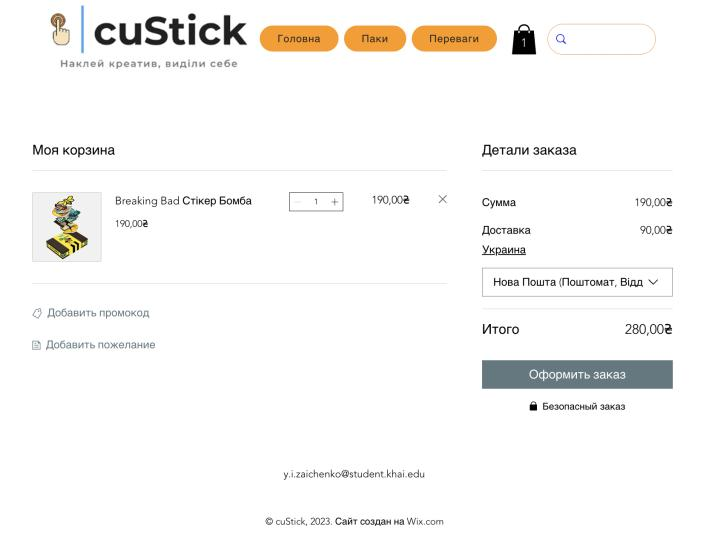 cuStick
Наклей креатив, виділи себе
Головна
Паки
Переваги
1
Моя корзина
Breaking Bad Стікер Бомба
190,00₴
1
190,00₴
Добавить промокод
Добавить пожелание
Детали заказа
Сумма 190,00₴
Доставка 90,00₴
Украина
Нова Пошта (Поштомат, Відд
Итого 280,00₴
Оформить заказ
Безопасный заказ
y.i.zaichenko@student.khai.edu
© cuStick, 2023. Сайт создан на Wix.com